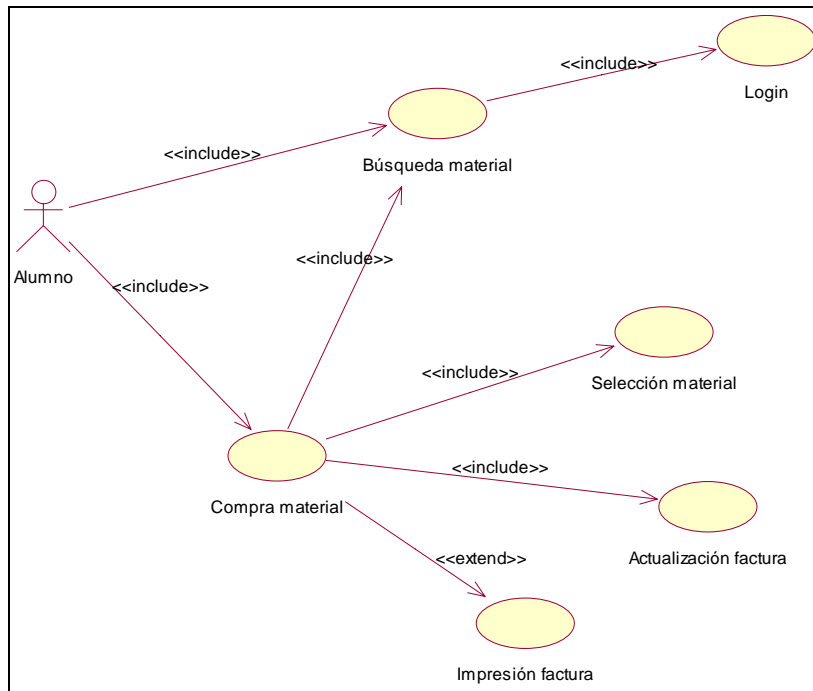 <<include>>
Login
<<include>>
Búsqueda material
Alumno
<<include>>
<<include>>
<<include>>
Selección material
<<include>>
Compra material
Actualización factura
<<extend>>
Impresión factura